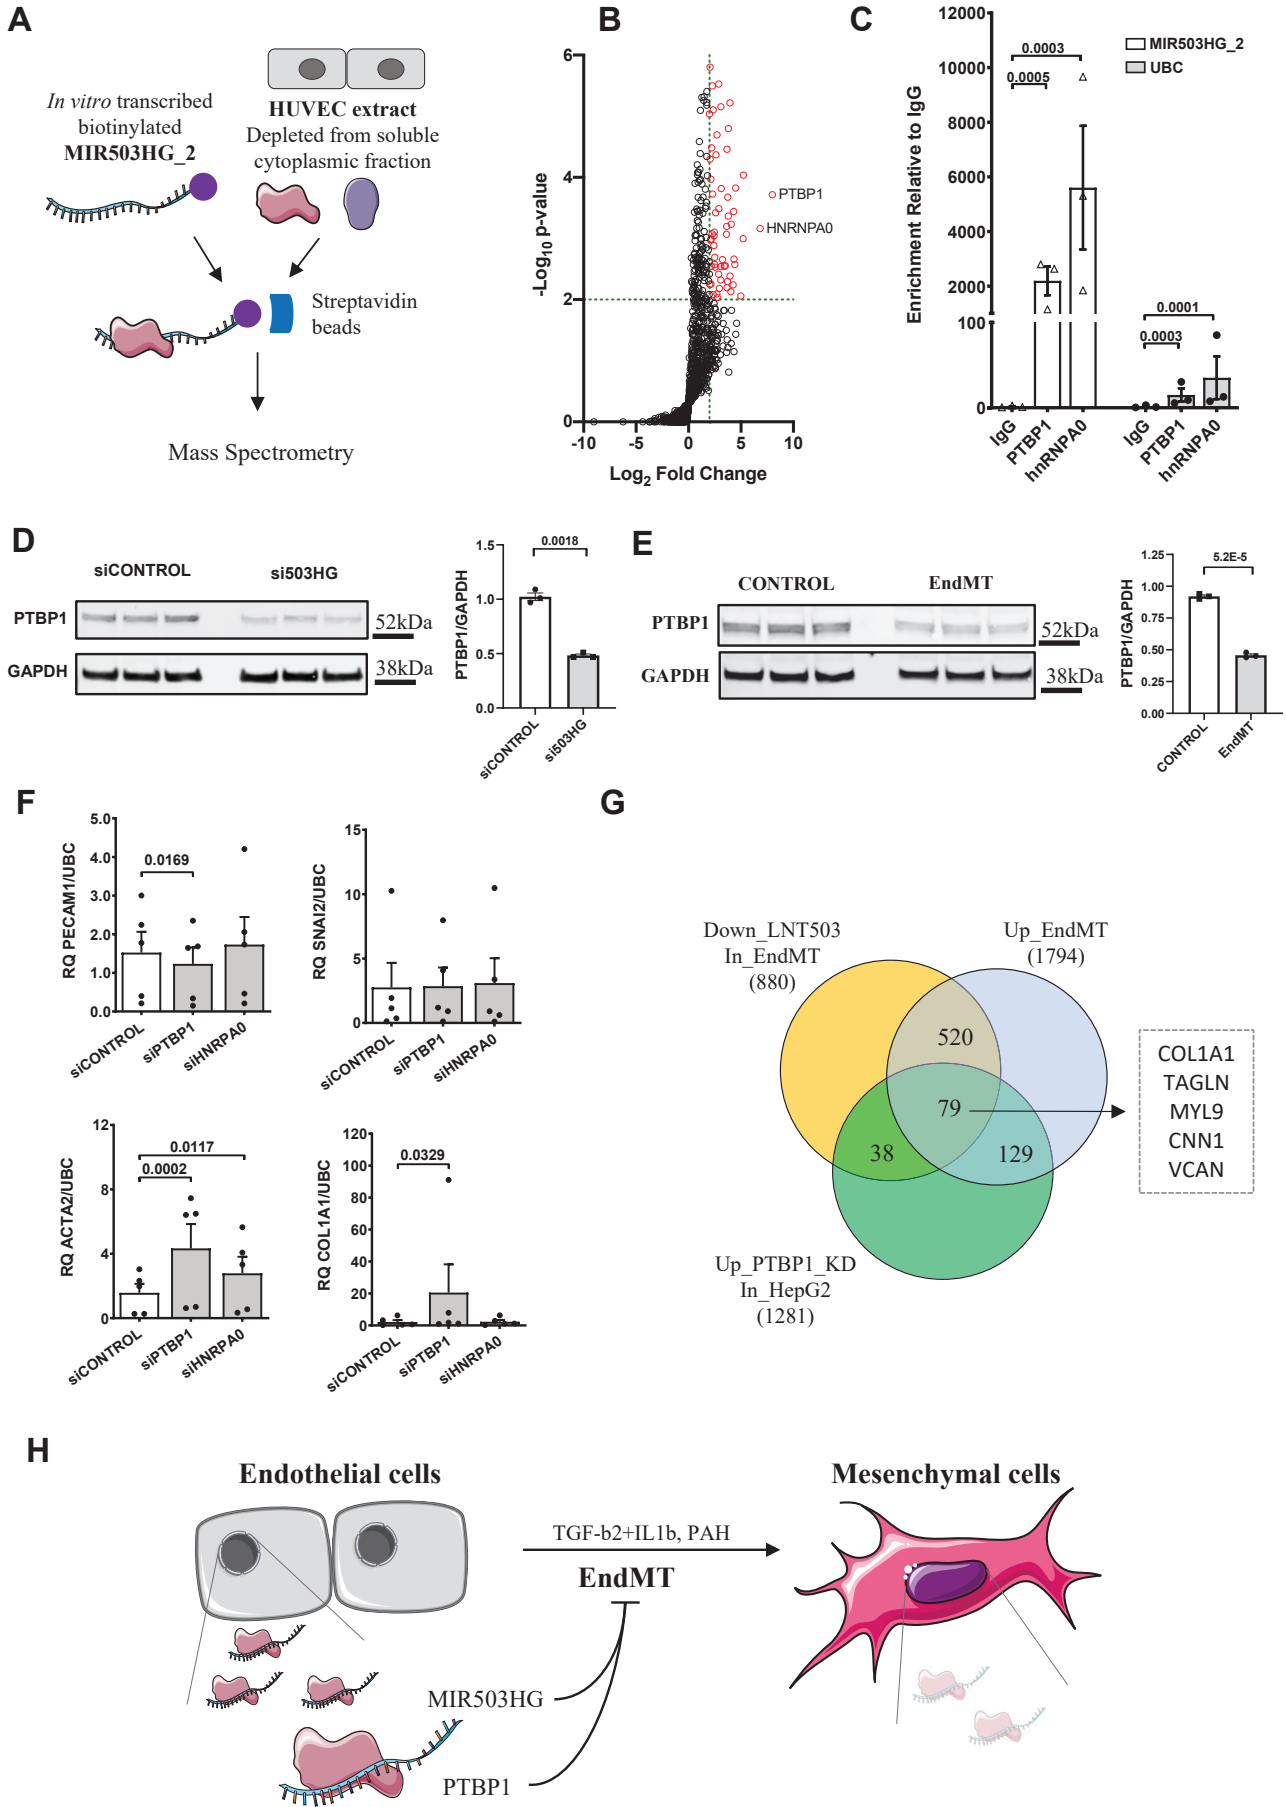 A
In vitro transcribed
biotinylated
MIR503HG_2
HUVEC extract
Depleted from soluble
cytoplasmic fraction
Streptavidin
beads
Mass Spectrometry
B
-Log10 p-value
6
4
2
0
PTBP1
HNRNPA0
-10
-5
0
5
10
Log2 Fold Change
C
Enrichment Relative to IgG
12000
10000
8000
6000
4000
2000
100
0
0.0003
0.0005
0.0001
0.0003
MIR503HG_2
UBC
IgG
PTBP1
hnRNPA0
IgG
PTBP1
hnRNPA0
D
siCONTROL
si503HG
PTBP1
52kDa
GAPDH
38kDa
PTBP1/GAPDH
1.5
1.0
0.5
0.0
0.0018
siCONTROL
si503HG
E
CONTROL
EndMT
PTBP1
52kDa
GAPDH
38kDa
PTBP1/GAPDH
1.25
1.00
0.75
0.50
0.25
0.00
5.2E-5
CONTROL
EndMT
F
RQ PECAM1/UBC
5.0
4.0
3.0
2.0
1.0
0.0
0.0169
siCONTROL
siPTBP1
siHNRPA0
RQ SNAI2/UBC
15
10
5
0
siCONTROL
siPTBP1
siHNRPA0
RQ ACTA2/UBC
12
8
4
0
0.0117
0.0002
siCONTROL
siPTBP1
siHNRPA0
RQ COL1A1/UBC
120
100
80
60
40
20
0
0.0329
siCONTROL
siPTBP1
siHNRPA0
G
Down_LNT503
In_EndMT
(880)
Up_EndMT
(1794)
520
79
38
129
COL1A1
TAGLN
MYL9
CNN1
VCAN
Up_PTBP1_KD
In_HepG2
(1281)
H
Endothelial cells
Mesenchymal cells
TGF-b2+IL1b, PAH
EndMT
MIR503HG
PTBP1